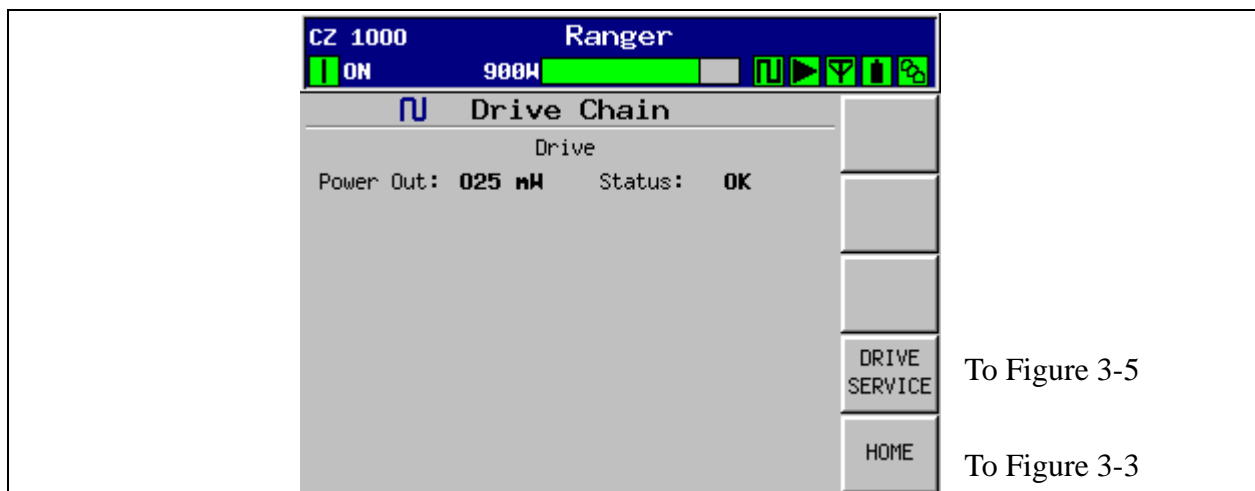 CZ 1000 Ranger
ON 900W
Drive Chain
Drive
Power Out: 025 mW Status: OK
DRIVE
SERVICE
To Figure 3-5
HOME
To Figure 3-3